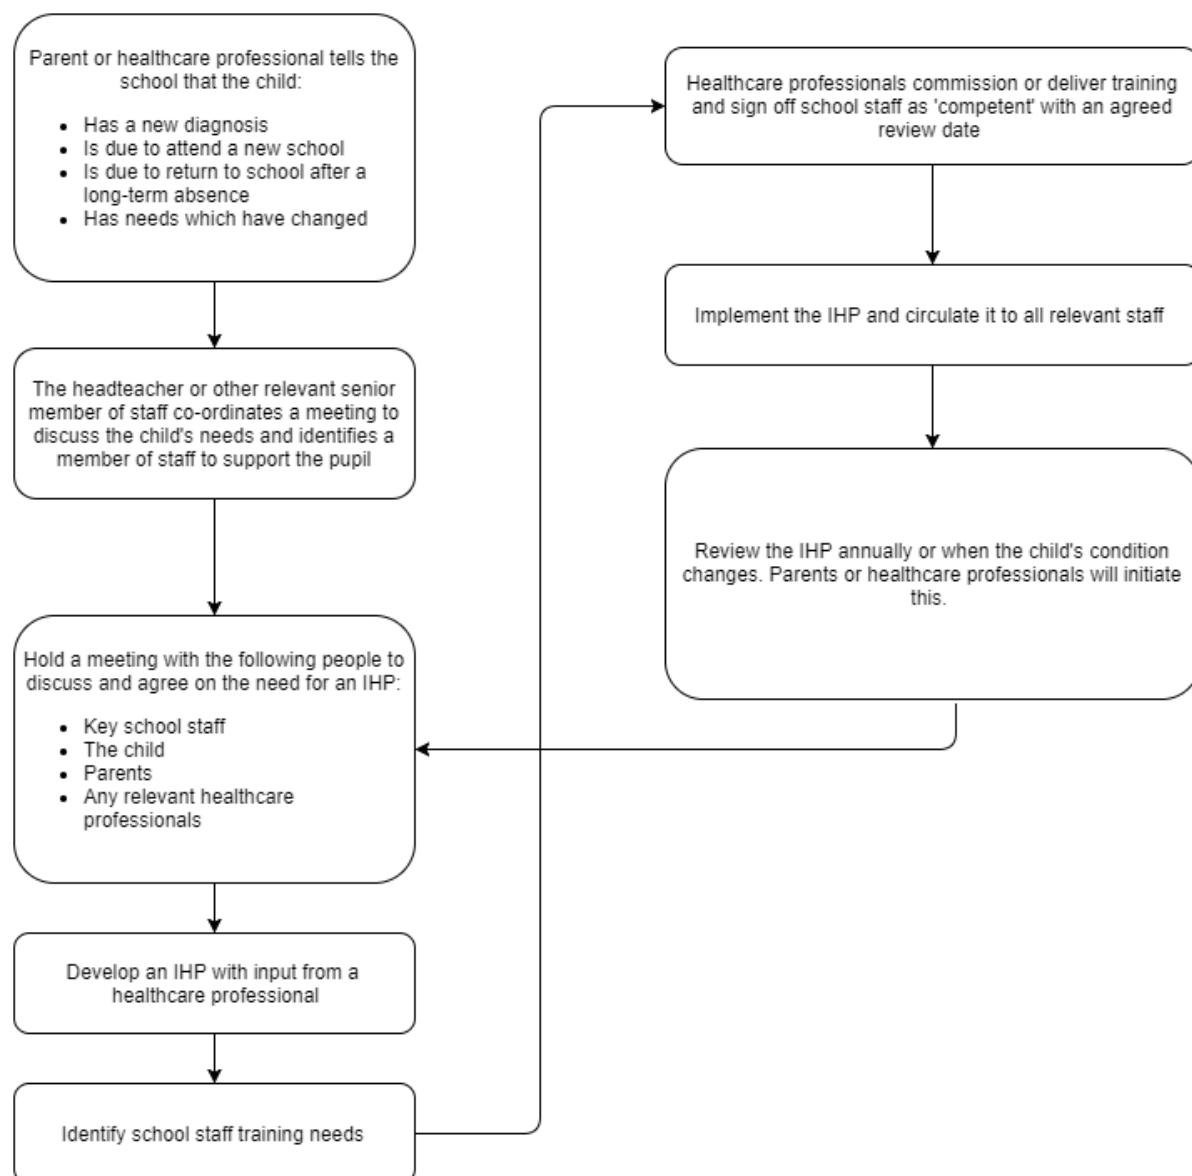 Parent or healthcare professional tells the
school that the child:
• Has a new diagnosis
• Is due to attend a new school
• Is due to return to school after a
long-term absence
• Has needs which have changed
The headteacher or other relevant senior
member of staff co-ordinates a meeting to
discuss the child's needs and identifies a
member of staff to support the pupil
Hold a meeting with the following people to
discuss and agree on the need for an IHP:
• Key school staff
• The child
• Parents
• Any relevant healthcare
professionals
Develop an IHP with input from a
healthcare professional
Identify school staff training needs
Healthcare professionals commission or deliver training
and sign off school staff as 'competent' with an agreed
review date
Implement the IHP and circulate it to all relevant staff
Review the IHP annually or when the child's condition
changes. Parents or healthcare professionals will initiate
this.